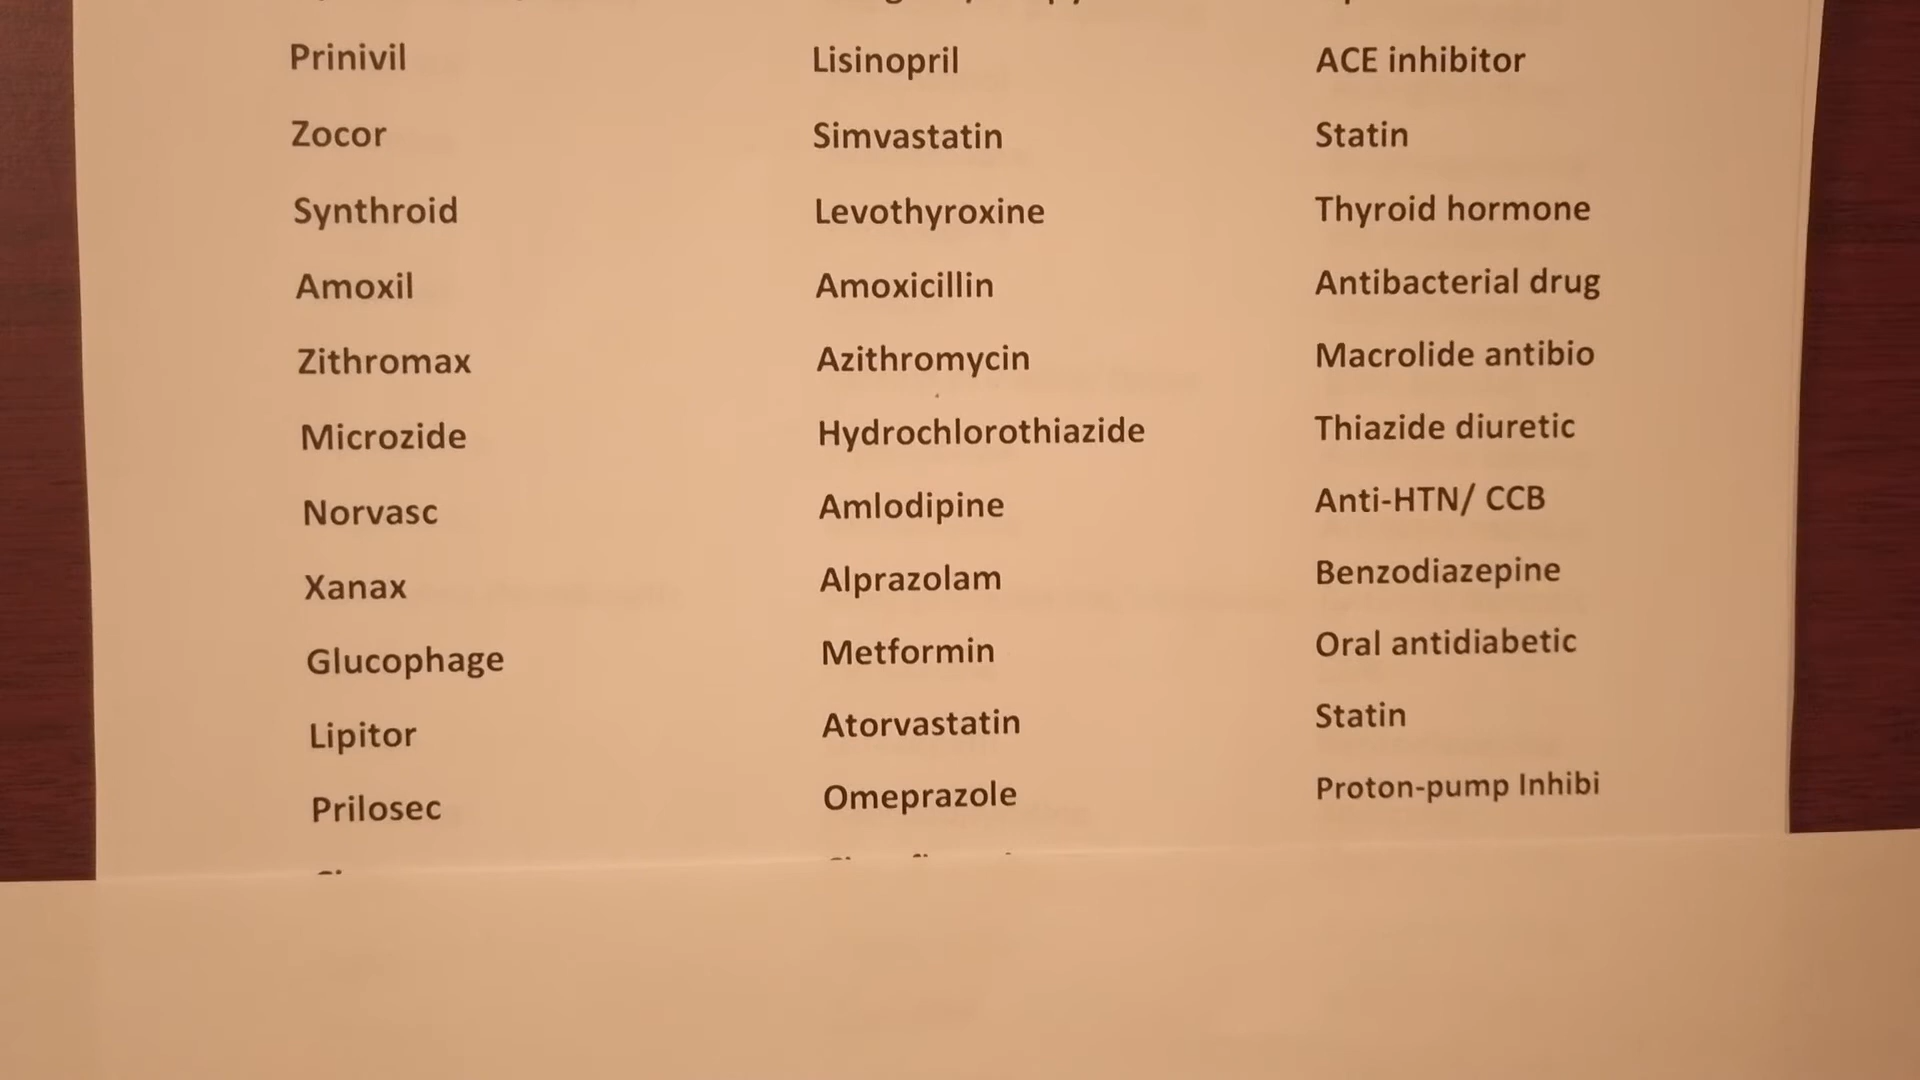 Prinivil Lisinopril ACE inhibitor
Zocor Simvastatin Statin
Synthroid Levothyroxine Thyroid hormone
Amoxil Amoxicillin Antibacterial drug
Zithromax Azithromycin Macrolide antibio
Microzide Hydrochlorothiazide Thiazide diuretic
Norvasc Amlodipine Anti-HTN/ CCB
Xanax Alprazolam Benzodiazepine
Glucophage Metformin Oral antidiabetic
Lipitor Atorvastatin Statin
Prilosec Omeprazole Proton-pump Inhibi